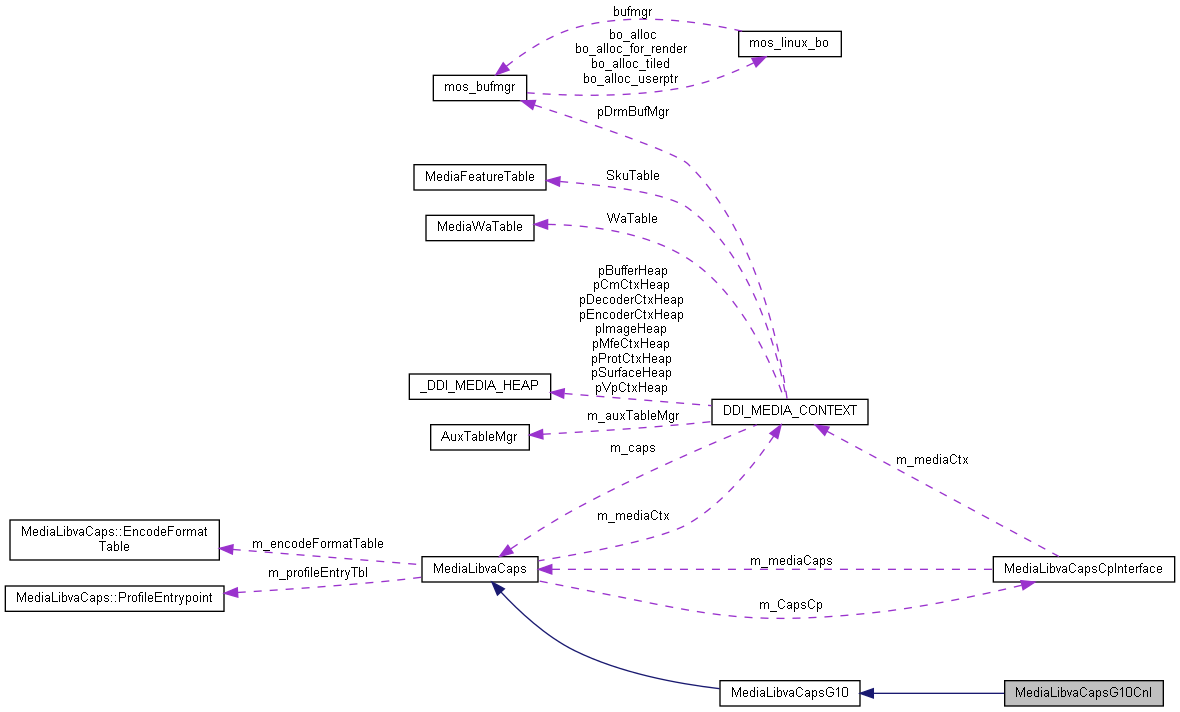 bufmgr
bo_alloc
bo_alloc_for_render
bo_alloc_tiled
bo_alloc_userptr
mos_linux_bo
mos_bufmgr
pDrmBufMgr
MediaFeatureTable
SkuTable
MediaWaTable
WaTable
pBufferHeap
pCmCtxHeap
pDecoderCtxHeap
pEncoderCtxHeap
pImageHeap
pMfeCtxHeap
pProtCtxHeap
pSurfaceHeap
pVpCtxHeap
_DDI_MEDIA_HEAP
DDI_MEDIA_CONTEXT
m_auxTableMgr
AuxTableMgr
m_caps
m_mediaCtx
m_mediaCtx
MediaLibvaCaps::EncodeFormat
Table
m_encodeFormatTable
m_profileEntryTbl
MediaLibvaCaps::ProfileEntrypoint
MediaLibvaCaps
m_mediaCaps
MediaLibvaCapsCpInterface
m_CapsCp
MediaLibvaCapsG10
MediaLibvaCapsG10Cnl